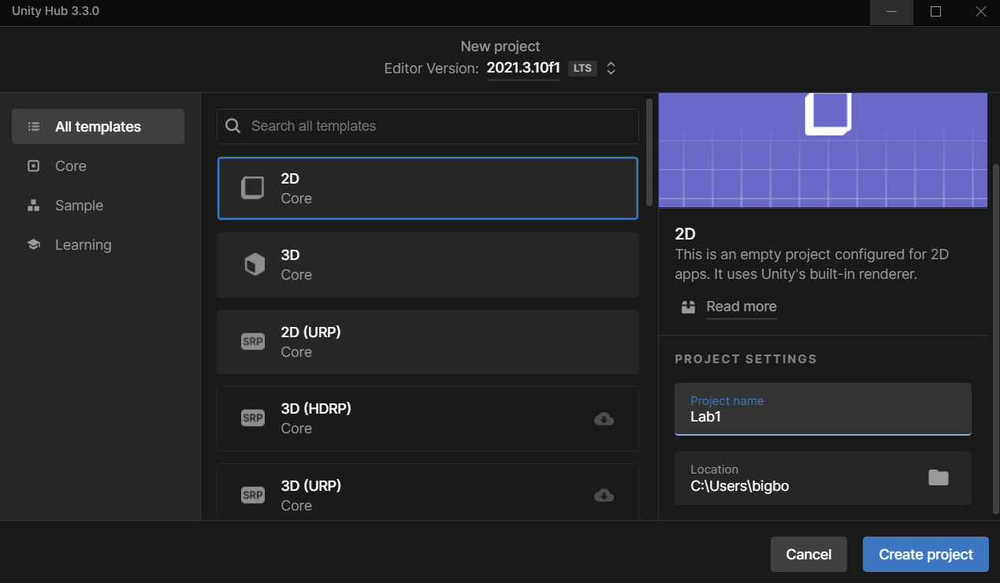 Unity Hub 3.3.0
New project
Editor Version: 2021.3.10f1 LTS
All templates
Core
Sample
Learning
Search all templates
2D
Core
3D
Core
SRP
2D (URP)
Core
SRP
3D (HDRP)
Core
SRP
3D (URP)
Core
2D
This is an empty project configured for 2D
apps. It uses Unity's built-in renderer.
Read more
PROJECT SETTINGS
Project name
Lab1
Location
C:\Users\bigbo
Cancel
Create project